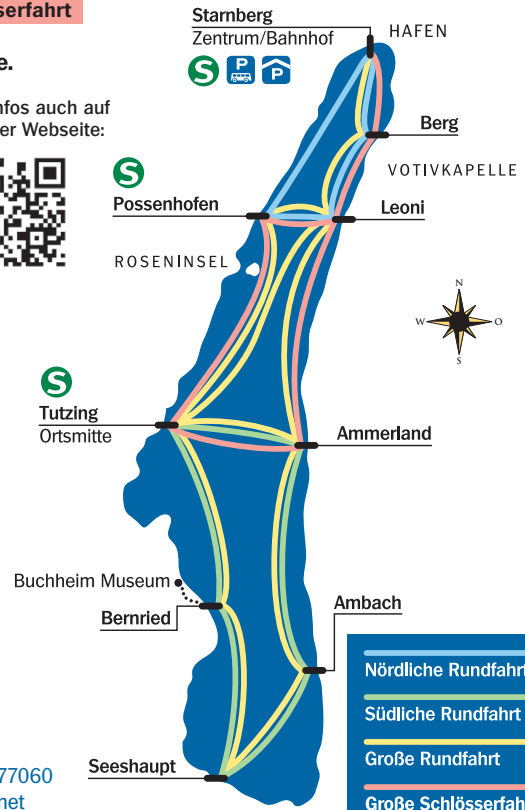 serfahrt
e.
nfos auch auf
er Webseite:
Starnberg
Zentrum/Bahnhof
S
P
P
HAFEN
Berg
VOTIVKAPELLE
S
Possenhofen
Leoni
ROSENINSEL
N
W
O
S
S
Tutzing
Ortsmitte
Ammerland
Buchheim Museum
Bernried
Ambach
Seeshaupt
77060
net
Nördliche Rundfahrt
Südliche Rundfahrt
Große Rundfahrt
Große Schlösserfah